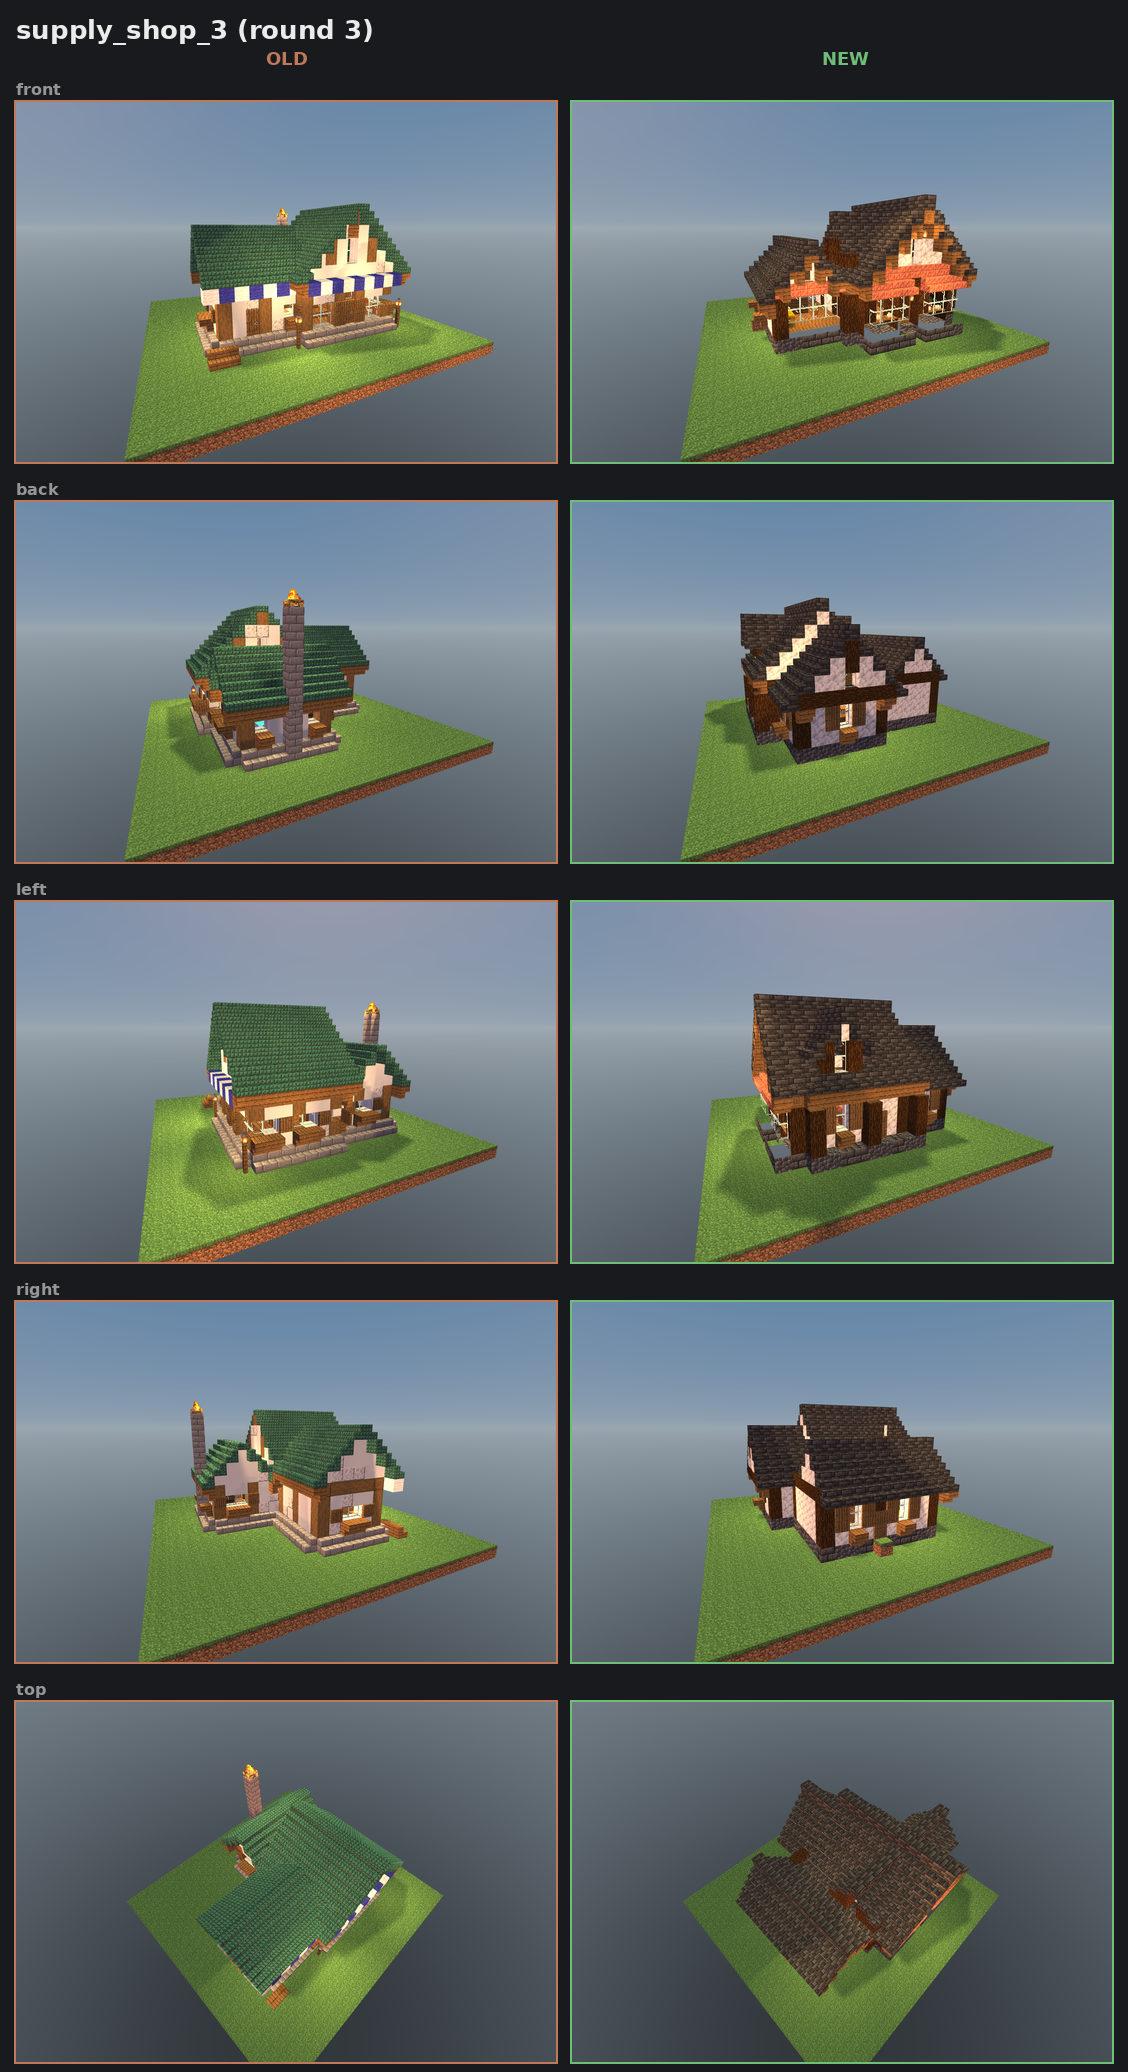 supply_shop_3 (round 3)
OLD
NEW
front
back
left
right
top